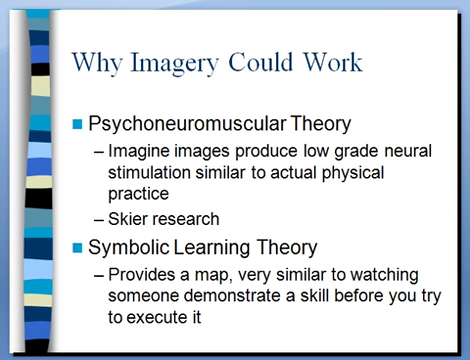 Why Imagery Could Work
Psychoneuromuscular Theory
– Imagine images produce low grade neural
stimulation similar to actual physical
practice
– Skier research
Symbolic Learning Theory
– Provides a map, very similar to watching
someone demonstrate a skill before you try
to execute it